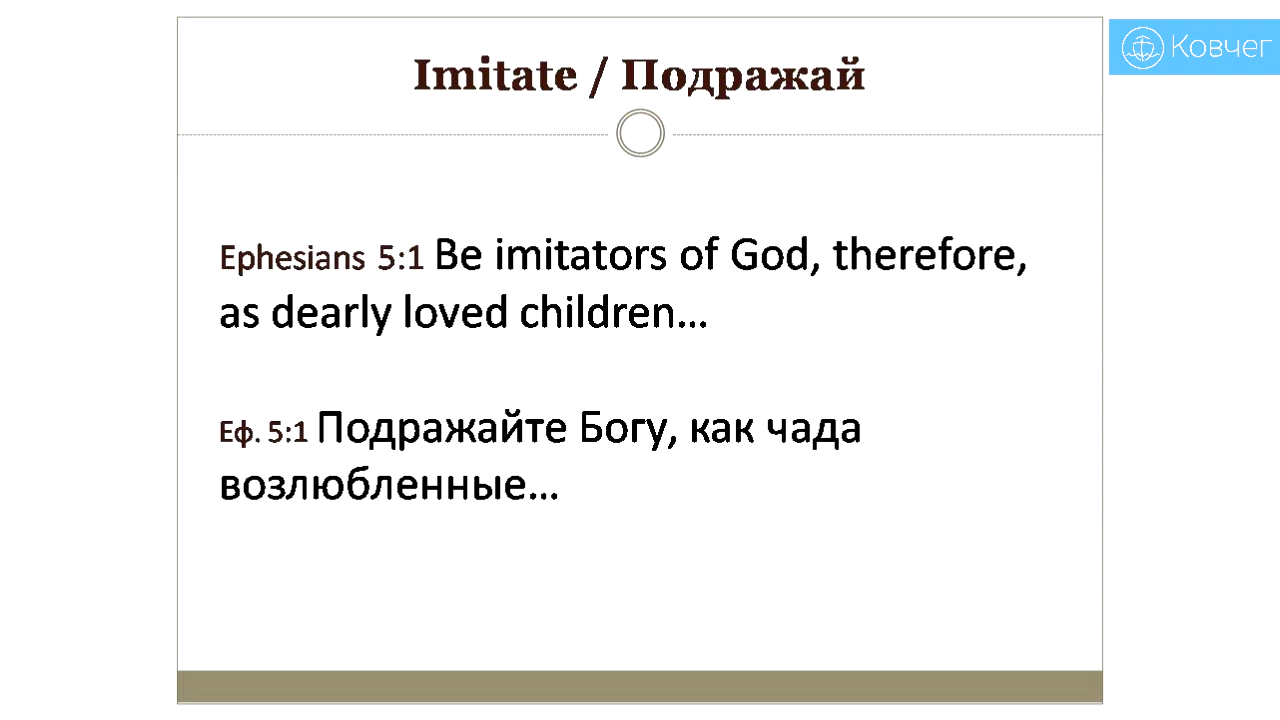 Imitate / Подражай
Ковчег
Ephesians 5:1 Be imitators of God, therefore,
as dearly loved children...
Еф. 5:1 Подражайте Богу, как чада
возлюбленные...